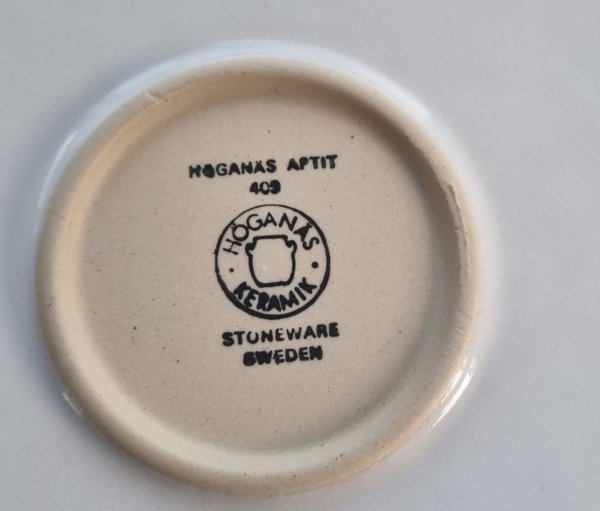 HÖGANÄS APTIT
409
HÖGANÄS
KERAMIK
STONEWARE
SWEDEN